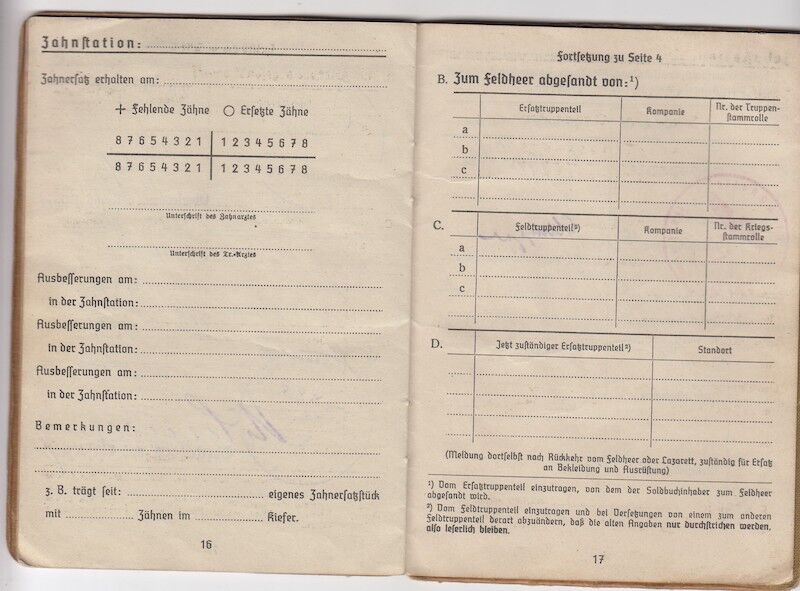 Zahnstation:
Zahnersatz erhalten am:
+ Fehlende Zähne ○ Ersetzte Zähne
8 7 6 5 4 3 2 1 | 1 2 3 4 5 6 7 8
8 7 6 5 4 3 2 1 | 1 2 3 4 5 6 7 8
Unterschrift des Zahnarztes
Unterschrift des Tr.-Arztes
Ausbesserungen am:
in der Zahnstation:
Ausbesserungen am:
in der Zahnstation:
Ausbesserungen am:
in der Zahnstation:
Bemerkungen:
z. B. trägt seit: eigenes Zahnersatzstück
mit Zähnen im Kiefer.
16
Fortsetzung zu Seite 4
B. Zum Feldheer abgesandt von:¹)
Ersatztruppenteil Kompanie Nr. der Truppen-
stammrolle
a
b
c
C. Feldtruppenteil²) Kompanie Nr. der Kriegs-
stammrolle
a
b
c
D. Jetzt zuständiger Ersatztruppenteil²) Standort
(Meldung dortselbst nach Rückkehr vom Feldheer oder Lazarett, zuständig für Ersatz
an Bekleidung und Ausrüstung)
¹) Vom Ersatztruppenteil einzutragen, von dem der Soldbuchinhaber zum Feldheer
abgesandt wird.
²) Vom Feldtruppenteil einzutragen und bei Versetzungen von einem zum anderen
Feldtruppenteil derart abzuändern, daß die alten Angaben nur durchstrichen werden,
also leserlich bleiben.
17